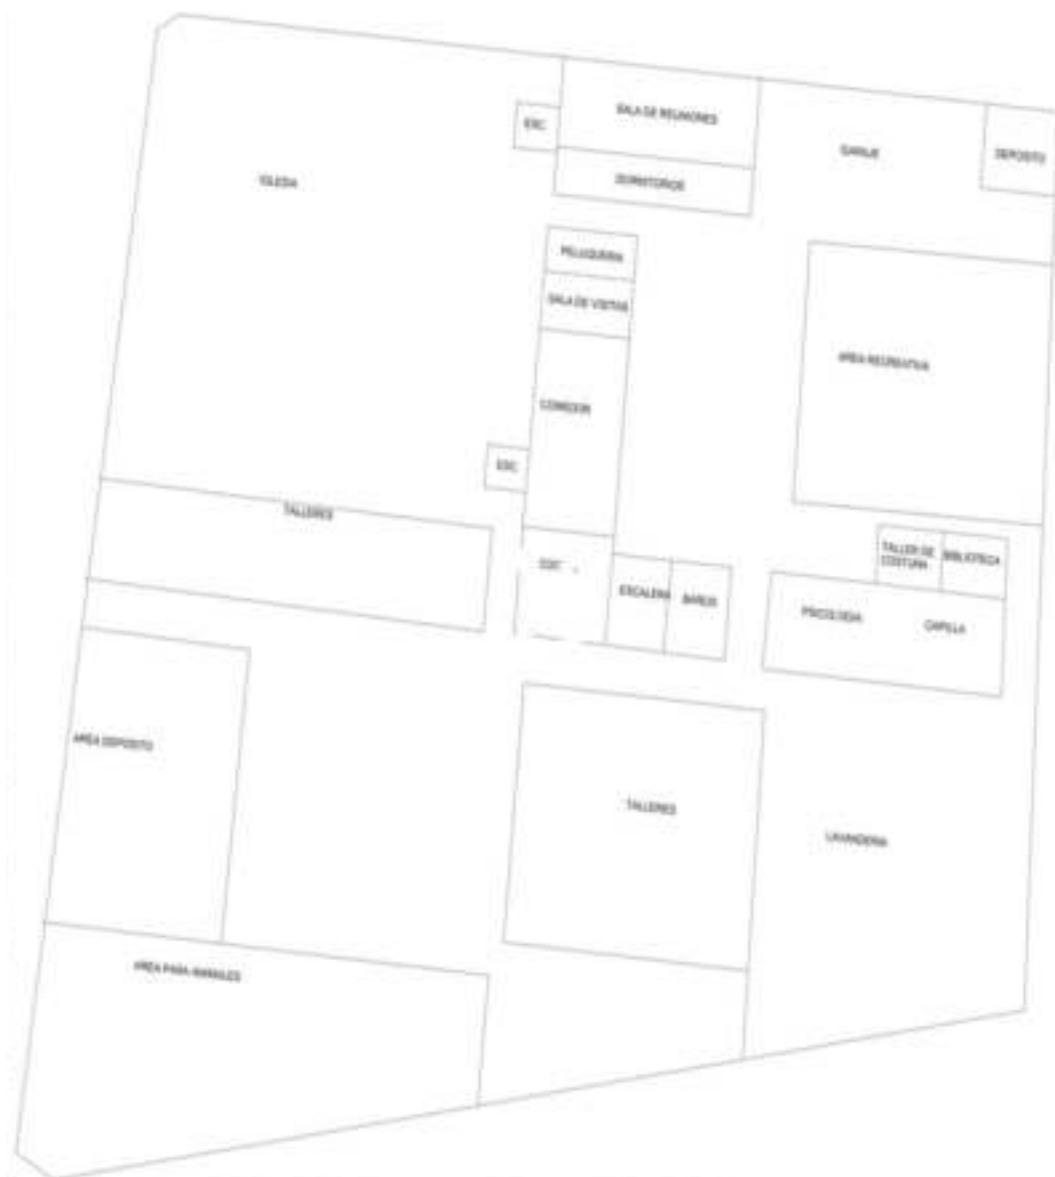 ESC.
SALA DE REUNIONES
GARAJE
DEPOSITO
IGLESIA
DORMITORIOS
PELUQUERIA
SALA DE VISITAS
AREA RECREATIVA
COMEDOR
ESC.
TALLERES
TALLER DE
COSTURA
BIBLIOTECA
ESCALERA
BAÑOS
PSICOLOGIA
CAPILLA
AREA DEPOSITO
TALLERES
LAVANDERIA
AREA PARA ANIMALES